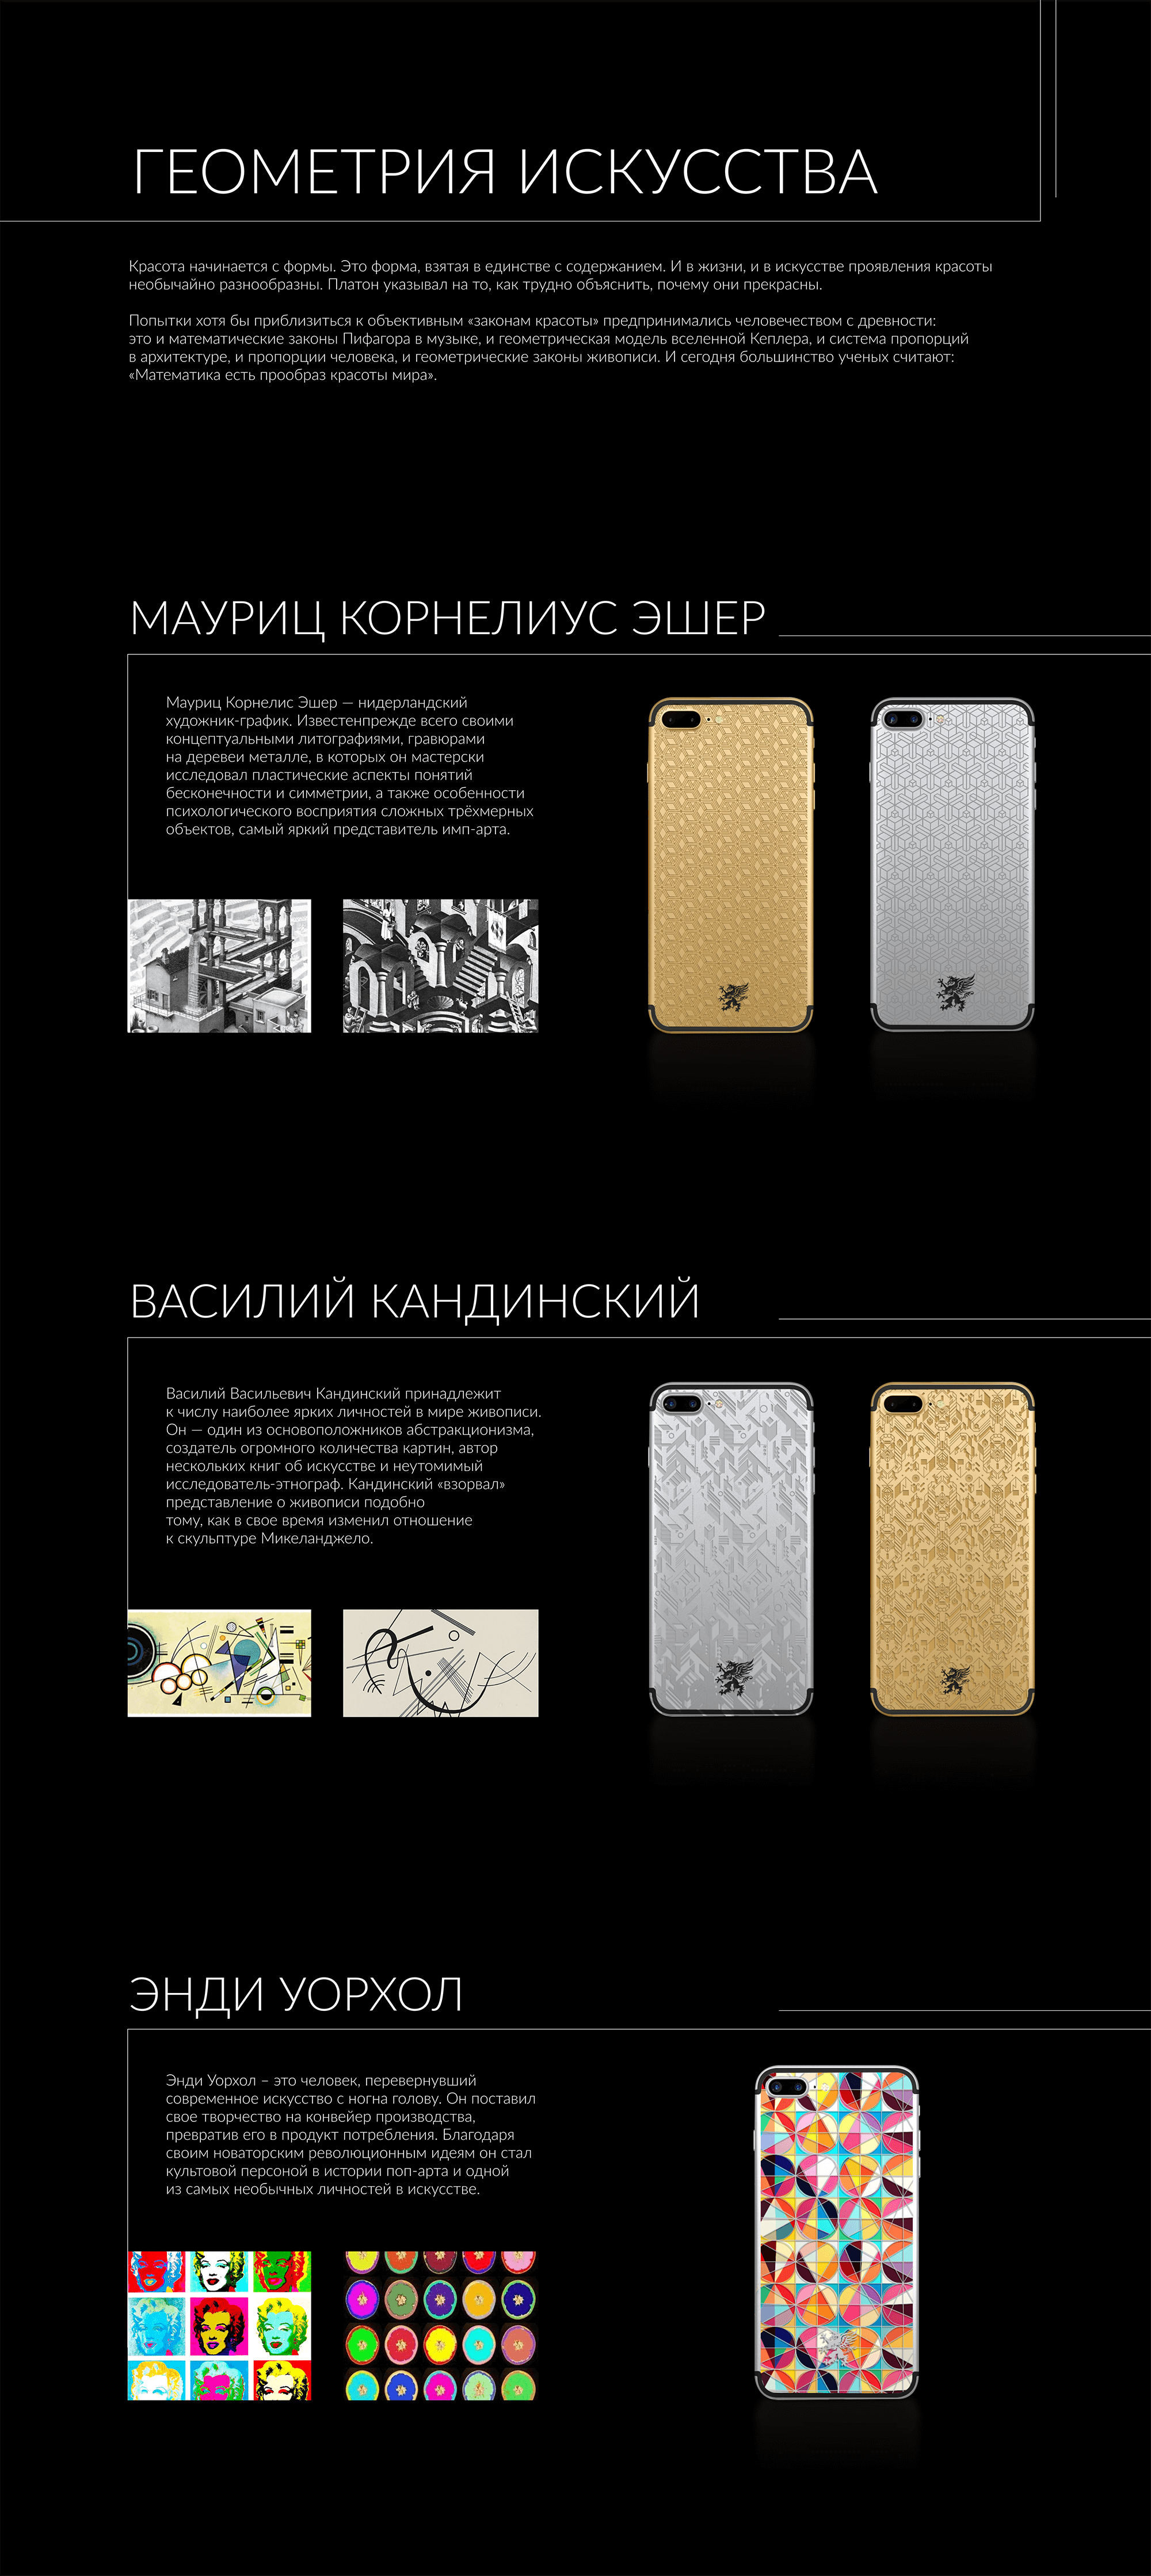 ГЕОМЕТРИЯ ИСКУССТВА
Красота начинается с формы. Это форма, взятая в единстве с содержанием. И в жизни, и в искусстве проявления красоты
необычайно разнообразны. Платон указывал на то, как трудно объяснить, почему они прекрасны.
Попытки хотя бы приблизиться к объективным «законам красоты» предпринимались человечеством с древности:
это и математические законы Пифагора в музыке, и геометрическая модель вселенной Кеплера, и система пропорций
в архитектуре, и пропорции человека, и геометрические законы живописи. И сегодня большинство ученых считают:
«Математика есть прообраз красоты мира».
МАУРИЦ КОРНЕЛИУС ЭШЕР
Мауриц Корнелис Эшер — нидерландский
художник-график. Известенпрежде всего своими
концептуальными литографиями, гравюрами
на деревеи металле, в которых он мастерски
исследовал пластические аспекты понятий
бесконечности и симметрии, а также особенности
психологического восприятия сложных трёхмерных
объектов, самый яркий представитель имп-арта.
ВАСИЛИЙ КАНДИНСКИЙ
Василий Васильевич Кандинский принадлежит
к числу наиболее ярких личностей в мире живописи.
Он — один из основоположников абстракционизма,
создатель огромного количества картин, автор
нескольких книг об искусстве и неутомимый
исследователь-этнограф. Кандинский «взорвал»
представление о живописи подобно
тому, как в свое время изменил отношение
к скульптуре Микеланджело.
ЭНДИ УОРХОЛ
Энди Уорхол – это человек, перевернувший
современное искусство с ногна голову. Он поставил
свое творчество на конвейер производства,
превратив его в продукт потребления. Благодаря
своим новаторским революционным идеям он стал
культовой персоной в истории поп-арта и одной
из самых необычных личностей в искусстве.